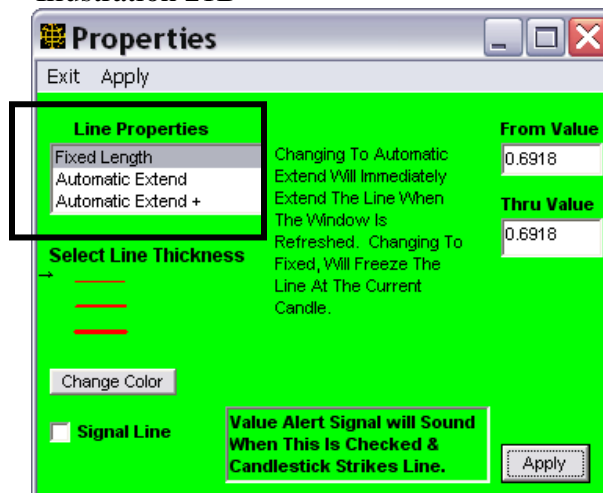 Properties
Exit Apply
Line Properties
Fixed Length
Automatic Extend
Automatic Extend +
Changing To Automatic
Extend Will Immediately
Extend The Line When
The Window Is
Refreshed. Changing To
Fixed, Will Freeze The
Line At The Current
Candle.
From Value
0.6918
Thru Value
0.6918
Select Line Thickness
Change Color
Signal Line
Value Alert Signal will Sound
When This Is Checked &
Candlestick Strikes Line.
Apply